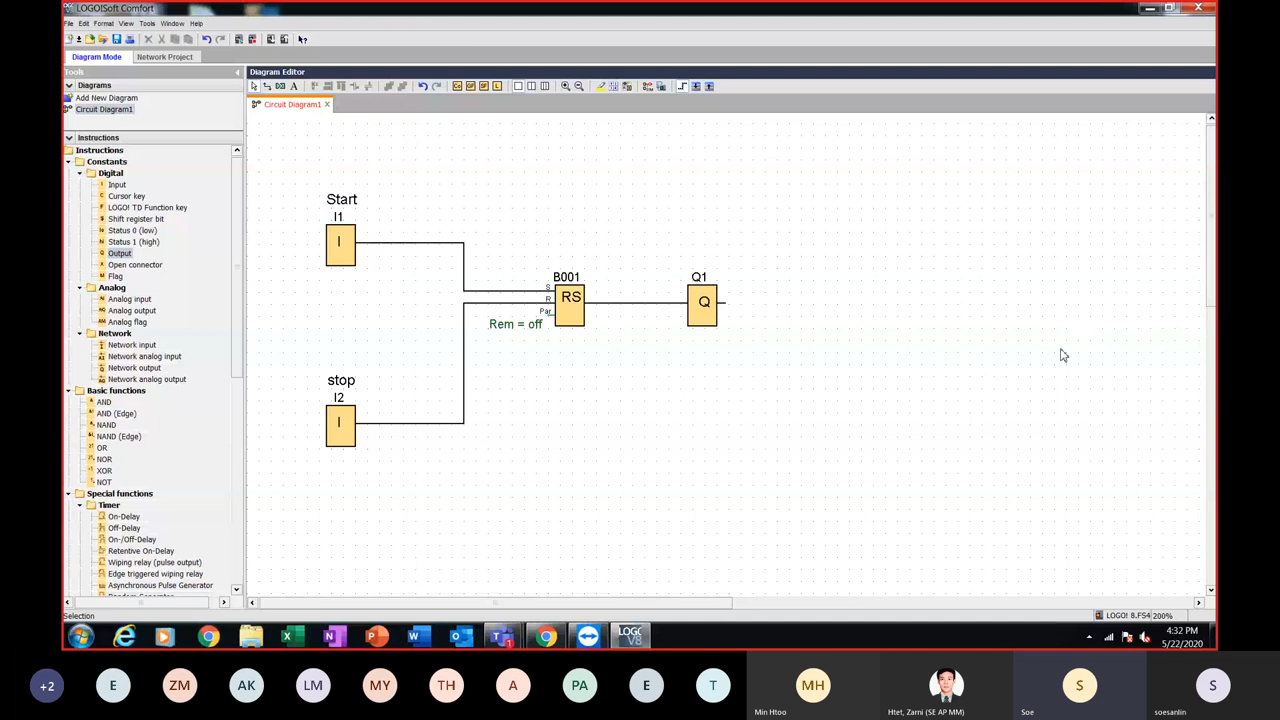 LOGO!Soft Comfort
File Edit Format View Tools Window Help
Diagram Mode
Network Project
Tools
Diagram Editor
Diagrams
Add New Diagram
Circuit Diagram1
Circuit Diagram1
Instructions
Instructions
Constants
Digital
Input
Cursor key
LOGO! TD Function key
Shift register bit
Status 0 (low)
Status 1 (high)
Output
Open connector
Flag
Analog
Analog input
Analog output
Analog flag
Network
Network input
Network analog input
Network output
Network analog output
Basic functions
AND
AND (Edge)
NAND
NAND (Edge)
OR
NOR
XOR
NOT
Special functions
Timer
On-Delay
Off-Delay
On-/Off-Delay
Retentive On-Delay
Wiping relay (pulse output)
Edge triggered wiping relay
Asynchronous Pulse Generator
Start
I1
I
B001
S
R
Par
RS
Rem = off
Q1
Q
stop
I2
I
Selection
LOGO! 8.FS4 200%
LOGO
V8
4:32 PM
5/22/2020
+2
E
ZM
AK
LM
MY
TH
A
PA
E
T
MH
Min Htoo
Htet, Zarni (SE AP MM)
S
Soe
S
soesanlin